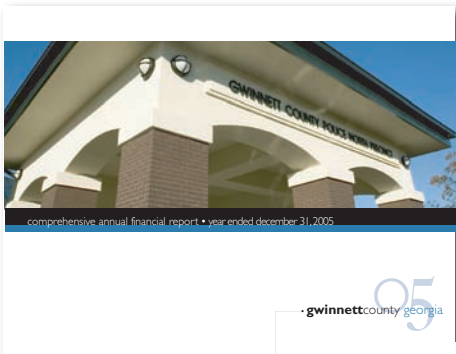 GWINNETT COUNTY POLICE NORTH PRECINCT
comprehensive annual financial report • year ended december 31, 2005
05
· gwinnettcounty georgia